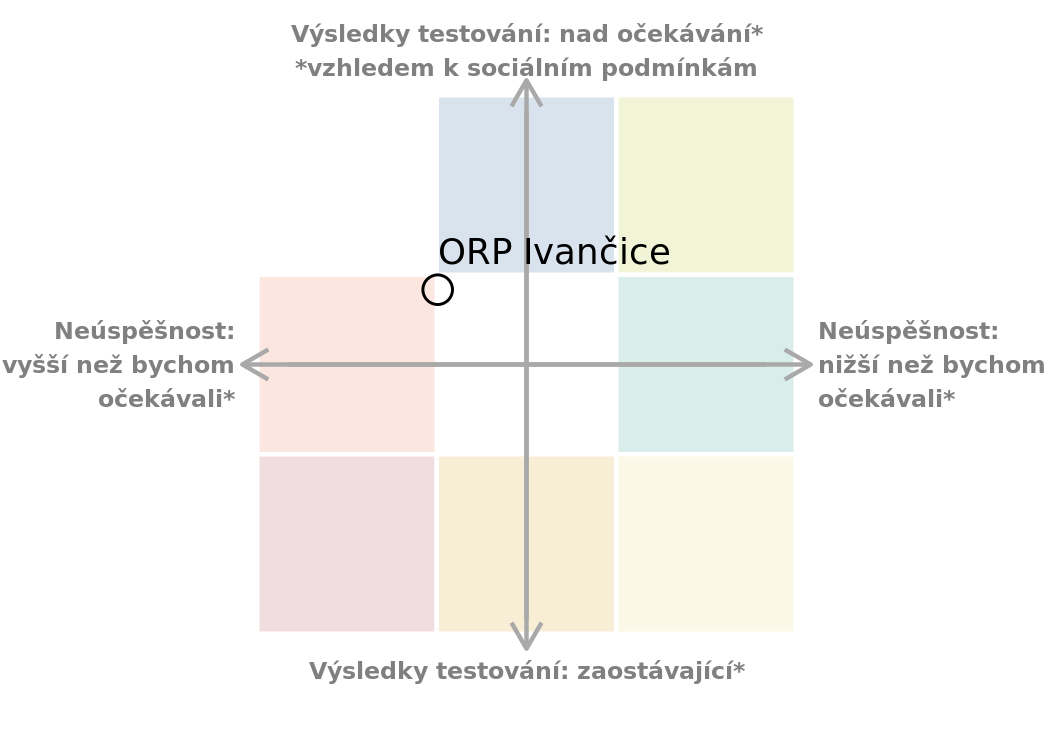 Výsledky testování: nad očekávání*
*vzhledem k sociálním podmínkám
ORP Ivančice
Neúspěšnost:
vyšší než bychom
očekávali*
Neúspěšnost:
nižší než bychom
očekávali*
Výsledky testování: zaostávající*